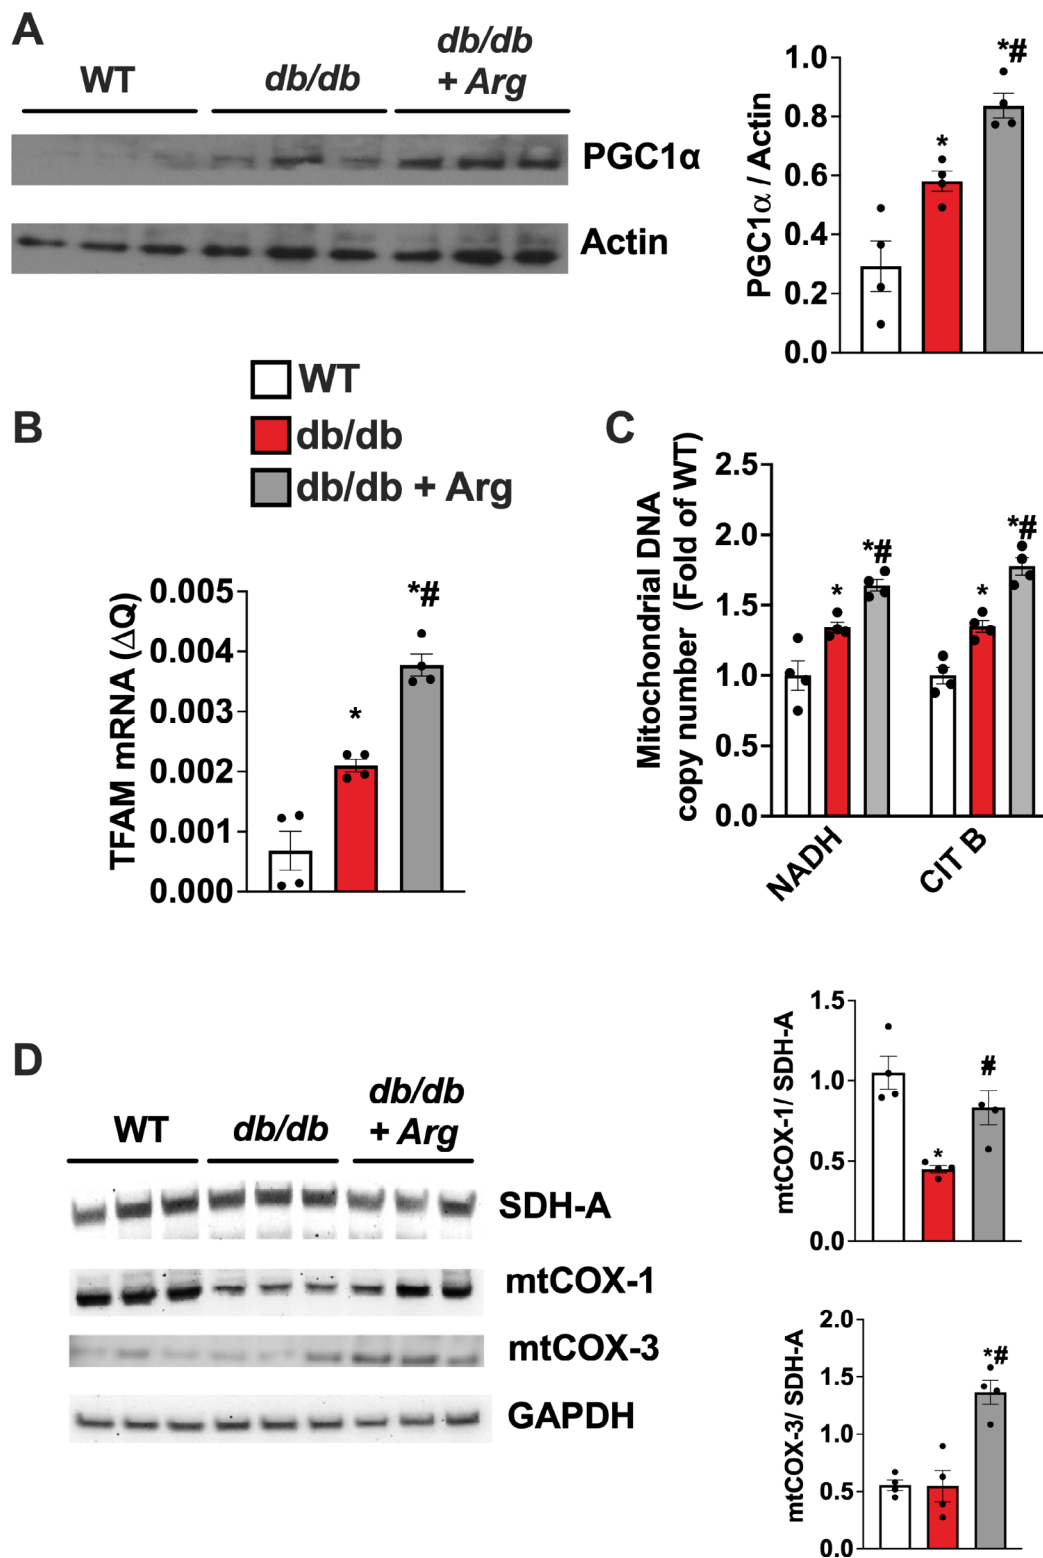 A
WT
db/db
db/db
+ Arg
PGC1α
Actin
*#
*
1.0
0.8
0.6
0.4
0.2
0.0
PGC1α / Actin
WT
db/db
db/db + Arg
B
TFAM mRNA (ΔQ)
0.005
0.004
0.003
0.002
0.001
0.000
*
*#
C
Mitochondrial DNA
copy number (Fold of WT)
2.5
2.0
1.5
1.0
0.5
0.0
*
*#
*
*#
NADH
CIT B
D
WT
db/db
db/db
+ Arg
SDH-A
mtCOX-1
mtCOX-3
GAPDH
mtCOX-1/ SDH-A
1.5
1.0
0.5
0.0
*
#
mtCOX-3/ SDH-A
2.0
1.5
1.0
0.5
0.0
*#